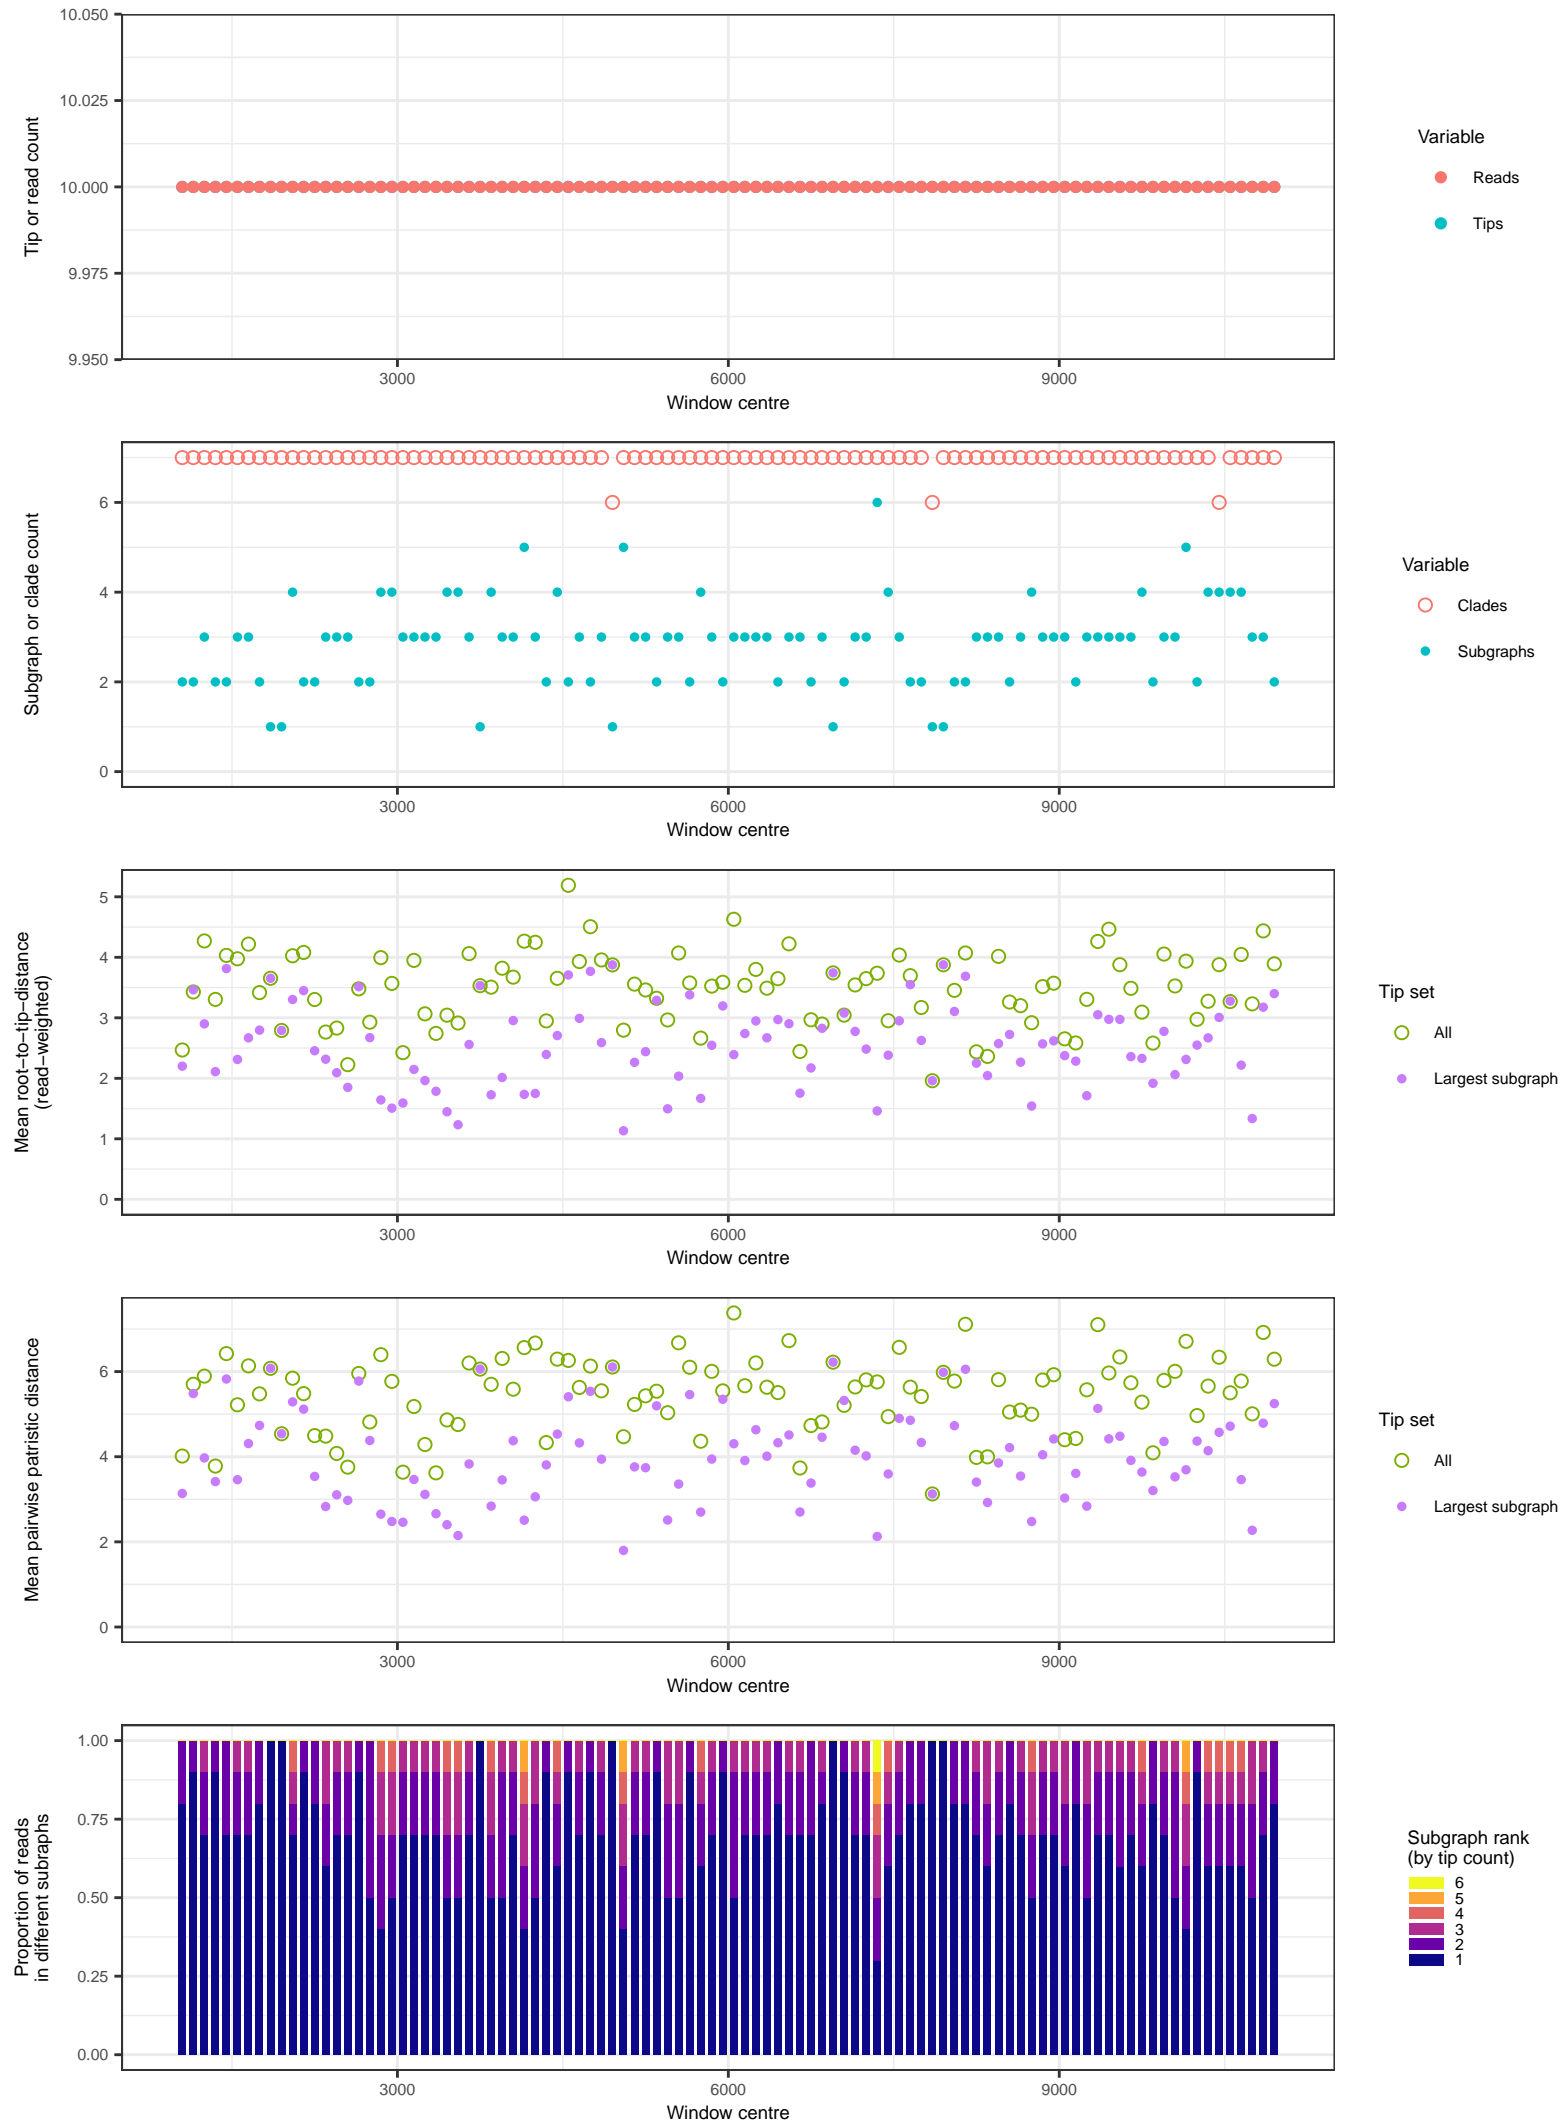 10.050
10.025
10.000
9.975
9.950
Tip or read count
3000 6000 9000
Window centre
Variable
Reads
Tips
6
4
2
0
Subgraph or clade count
3000 6000 9000
Window centre
Variable
Clades
Subgraphs
5
4
3
2
1
0
Mean root−to−tip−distance
(read−weighted)
3000 6000 9000
Window centre
Tip set
All
Largest subgraph
6
4
2
0
Mean pairwise patristic distance
3000 6000 9000
Window centre
Tip set
All
Largest subgraph
1.00
0.75
0.50
0.25
0.00
Proportion of reads
in different subraphs
3000 6000 9000
Window centre
Subgraph rank
(by tip count)
6
5
4
3
2
1